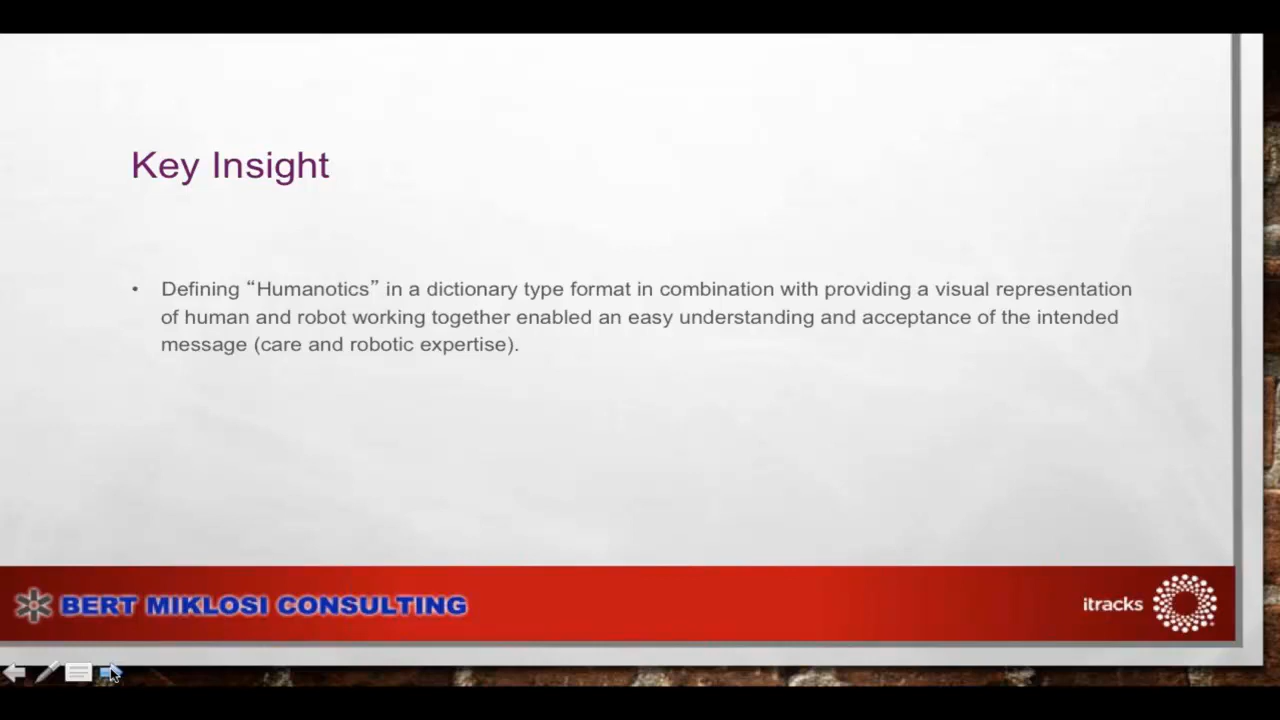 Key Insight
• Defining “Humanotics” in a dictionary type format in combination with providing a visual representation
of human and robot working together enabled an easy understanding and acceptance of the intended
message (care and robotic expertise).
BERT MIKLOSI CONSULTING
itracks